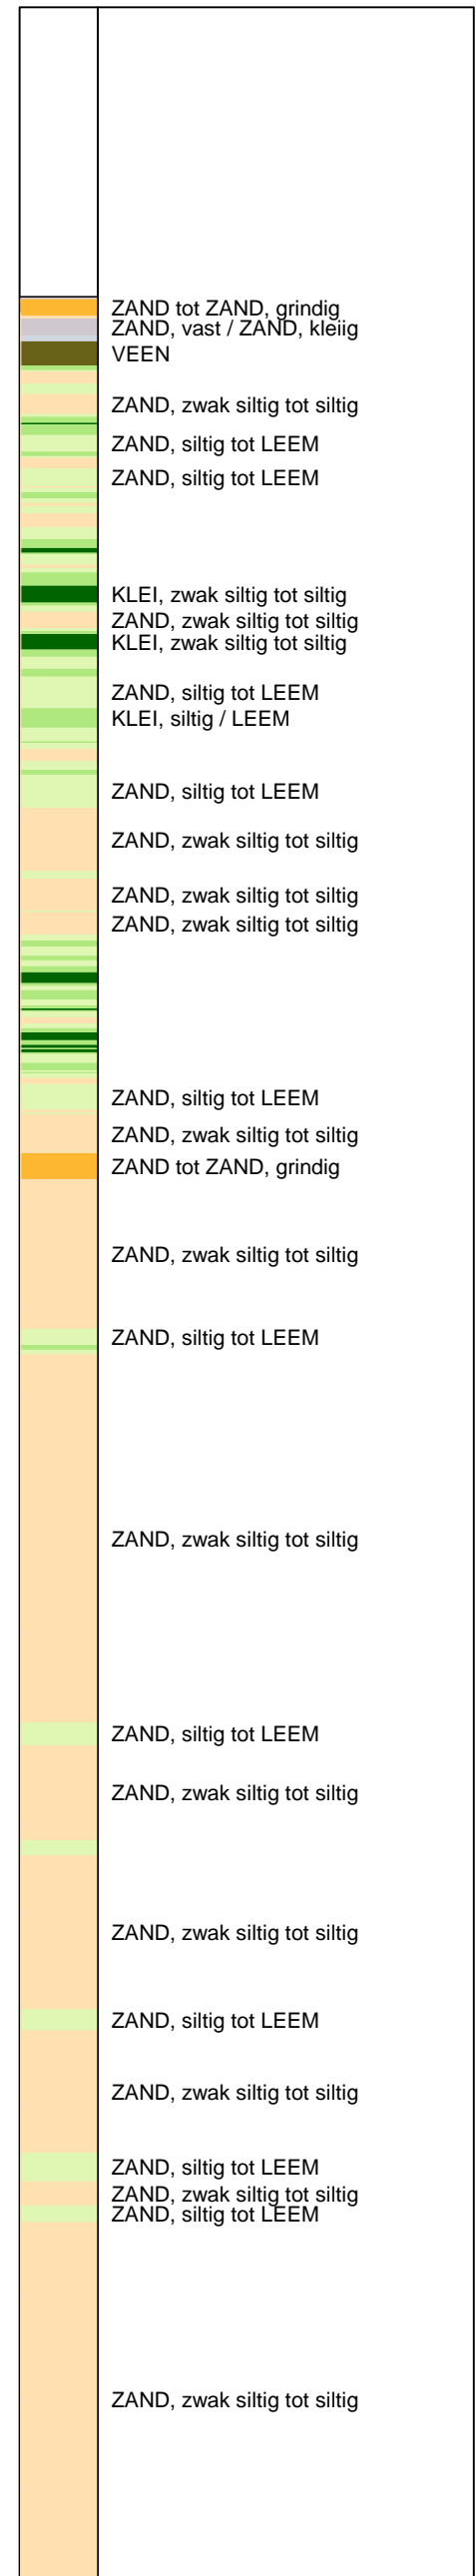 ZAND tot ZAND, grindig
ZAND, vast / ZAND, kleiig
VEEN
ZAND, zwak siltig tot siltig
ZAND, siltig tot LEEM
ZAND, siltig tot LEEM
KLEI, zwak siltig tot siltig
ZAND, zwak siltig tot siltig
KLEI, zwak siltig tot siltig
ZAND, siltig tot LEEM
KLEI, siltig / LEEM
ZAND, siltig tot LEEM
ZAND, zwak siltig tot siltig
ZAND, zwak siltig tot siltig
ZAND, zwak siltig tot siltig
ZAND, siltig tot LEEM
ZAND, zwak siltig tot siltig
ZAND tot ZAND, grindig
ZAND, zwak siltig tot siltig
ZAND, siltig tot LEEM
ZAND, zwak siltig tot siltig
ZAND, siltig tot LEEM
ZAND, zwak siltig tot siltig
ZAND, zwak siltig tot siltig
ZAND, siltig tot LEEM
ZAND, zwak siltig tot siltig
ZAND, siltig tot LEEM
ZAND, zwak siltig tot siltig
ZAND, siltig tot LEEM
ZAND, zwak siltig tot siltig